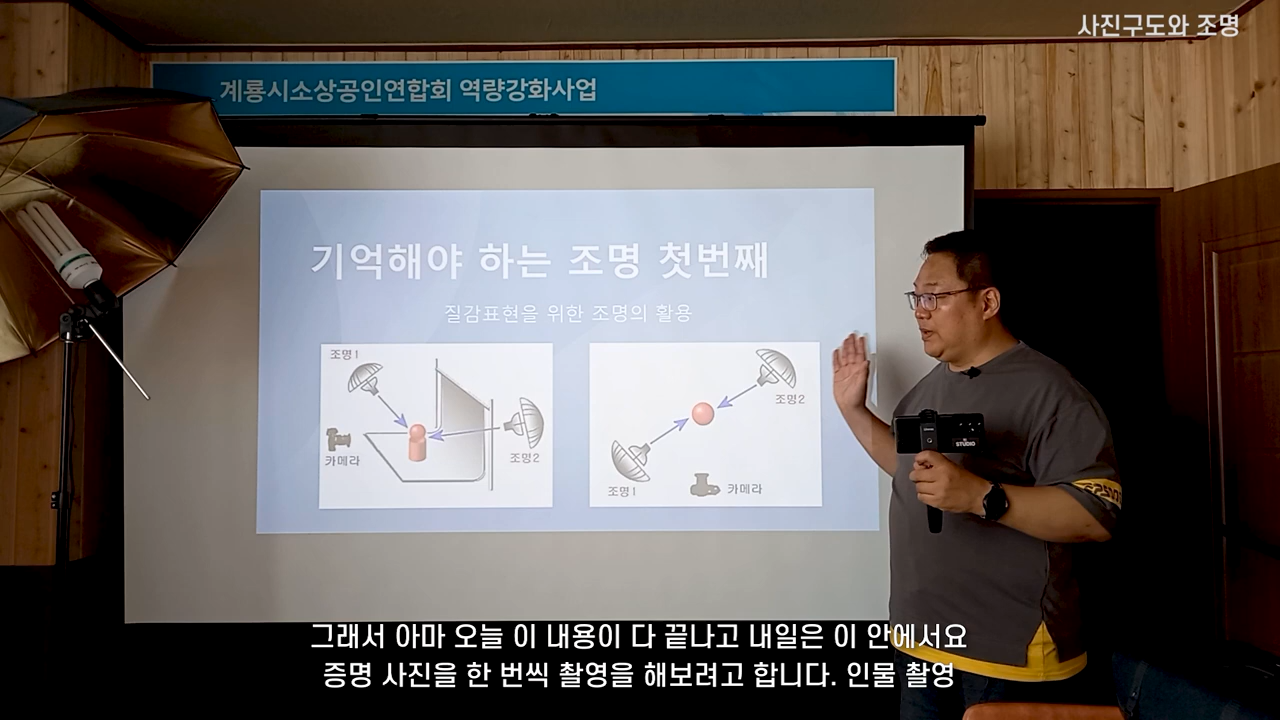 사진구도와 조명
계룡시소상공인연합회 역량강화사업
기억해야 하는 조명 첫번째
질감표현을 위한 조명의 활용
조명1
카메라
조명2
조명2
조명1
카메라
STUDIO
그래서 아마 오늘 이 내용이 다 끝나고 내일은 이 안에서요
증명 사진을 한 번씩 촬영을 해보려고 합니다. 인물 촬영